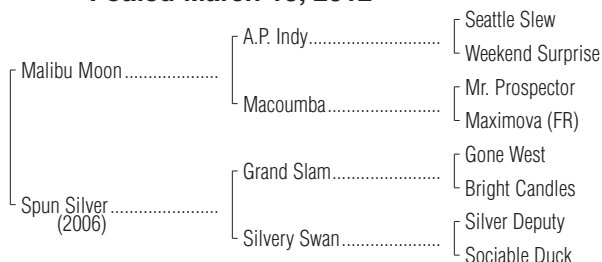 Foaled March 18, 2012
Seattle Slew
A.P. Indy
Weekend Surprise
Malibu Moon
Mr. Prospector
Macoumba
Maximova (FR)
Gone West
Grand Slam
Bright Candles
Spun Silver
(2006)
Silver Deputy
Silvery Swan
Sociable Duck